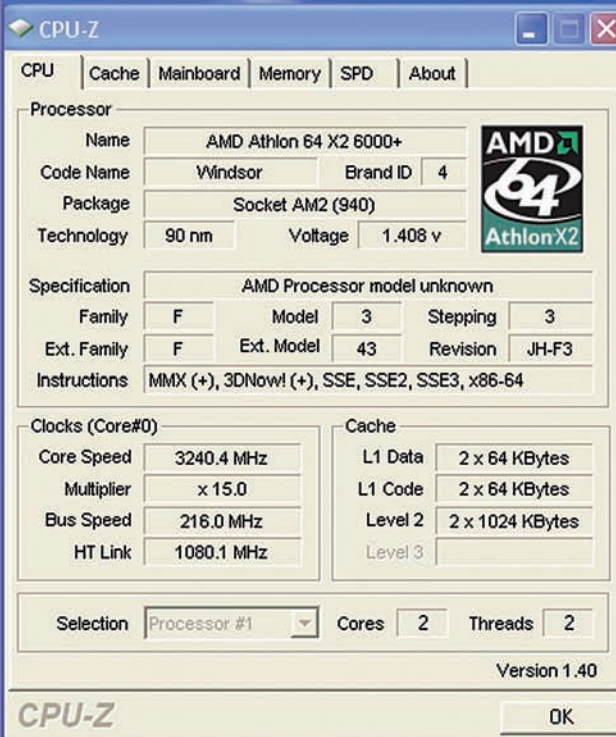 CPU-Z
CPU Cache Mainboard Memory SPD About
Processor
Name AMD Athlon 64 X2 6000+
Code Name Windsor Brand ID 4
Package Socket AM2 (940)
Technology 90 nm Voltage 1.408 v
AMD
64
Athlon X2
Specification AMD Processor model unknown
Family F Model 3 Stepping 3
Ext. Family F Ext. Model 43 Revision JH-F3
Instructions MMX (+), 3DNow! (+), SSE, SSE2, SSE3, x86-64
Clocks (Core#0)
Core Speed 3240.4 MHz
Multiplier x 15.0
Bus Speed 216.0 MHz
HT Link 1080.1 MHz
Cache
L1 Data 2 x 64 KBytes
L1 Code 2 x 64 KBytes
Level 2 2 x 1024 KBytes
Level 3
Selection Processor #1 Cores 2 Threads 2
Version 1.40
CPU-Z OK